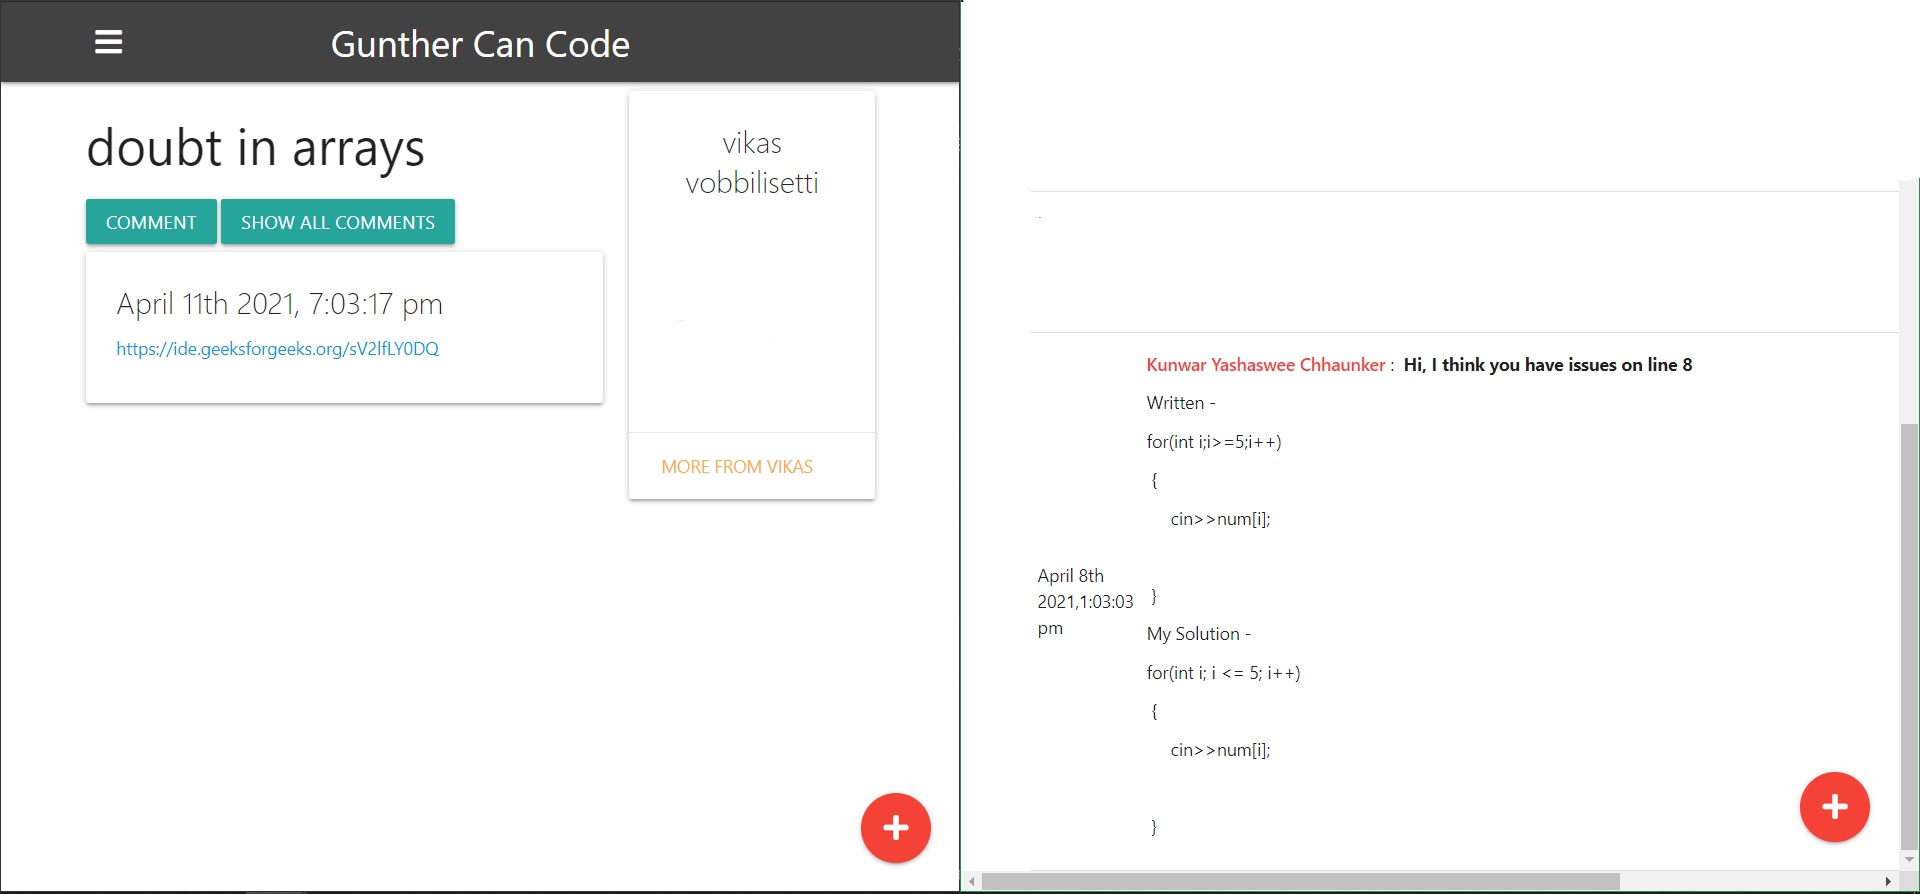 Gunther Can Code
doubt in arrays
COMMENT
SHOW ALL COMMENTS
April 11th 2021, 7:03:17 pm
https://ide.geeksforgeeks.org/sV2lfLY0DQ
vikas
vobbilisetti
MORE FROM VIKAS
Kunwar Yashaswee Chhaunker : Hi, I think you have issues on line 8
Written -
for(int i;i>=5;i++)
{
cin>>num[i];
}
April 8th
2021,1:03:03
pm
My Solution -
for(int i; i <= 5; i++)
{
cin>>num[i];
}